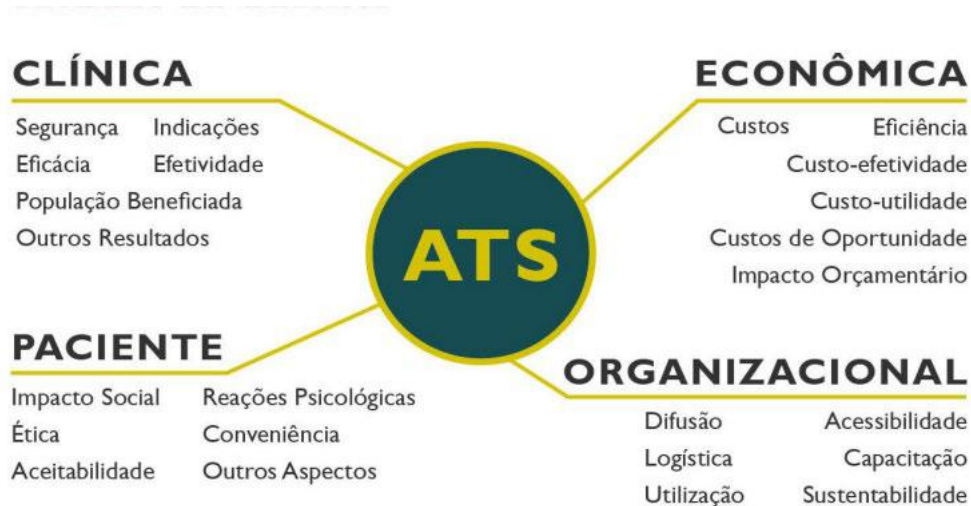 CLÍNICA
Segurança Indicações
Eficácia Efetividade
População Beneficiada
Outros Resultados
ECONÔMICA
Custos Eficiência
Custo-efetividade
Custo-utilidade
Custos de Oportunidade
Impacto Orçamentário
ATS
PACIENTE
Impacto Social Reações Psicológicas
Ética Conveniência
Aceitabilidade Outros Aspectos
ORGANIZACIONAL
Difusão Acessibilidade
Logística Capacitação
Utilização Sustentabilidade